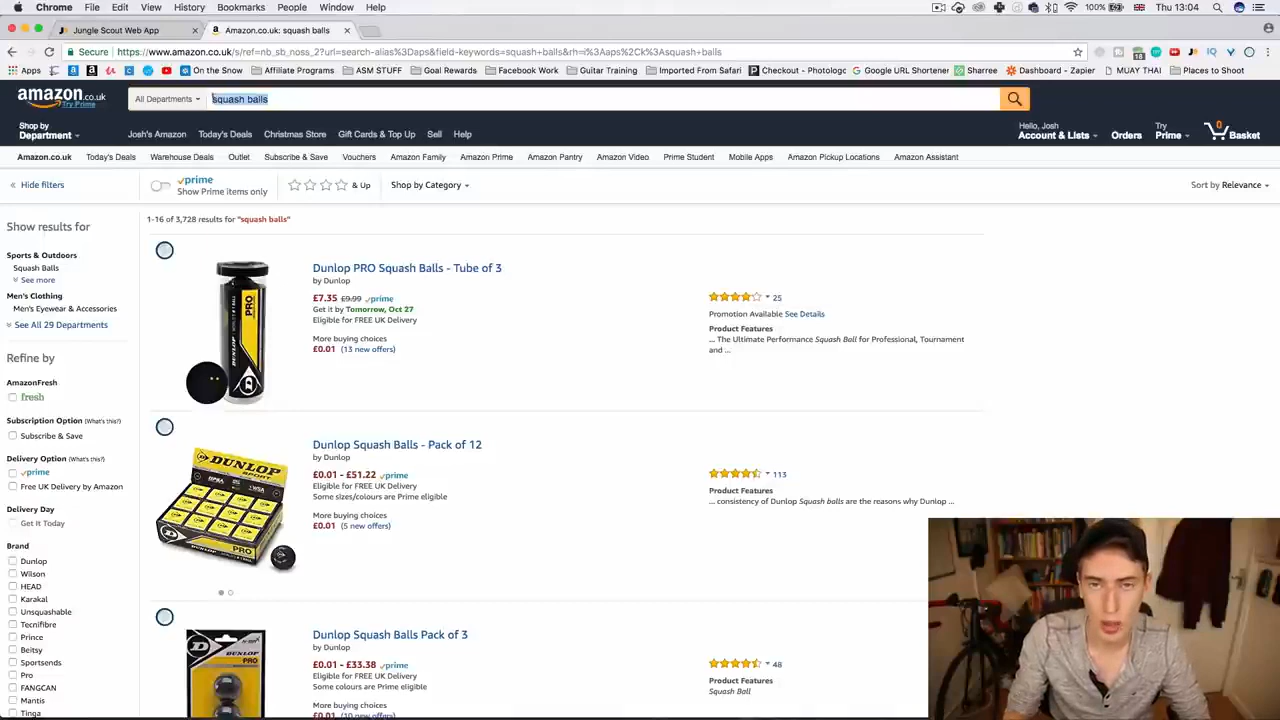 Chrome File Edit View History Bookmarks People Window Help
100% Thu 13:04
Jungle Scout Web App
Amazon.co.uk: squash balls
Josh
Secure https://www.amazon.co.uk/s/ref=nb_sb_noss_2?url=search-alias%3Daps&field-keywords=squash+balls&rh=i%3Aaps%2Ck%3Asquash+balls
Apps On the Snow Affiliate Programs ASM STUFF Goal Rewards Facebook Work Guitar Training Imported From Safari Checkout - Photologo Google URL Shortener Sharree Dashboard - Zapier MUAY THAI Places to Shoot
amazon.co.uk
Try Prime
All Departments
squash balls
Shop by
Department
Josh's Amazon Today's Deals Christmas Store Gift Cards & Top Up Sell Help
Hello, Josh
Account & Lists
Orders
Try
Prime
0
Basket
Amazon.co.uk Today's Deals Warehouse Deals Outlet Subscribe & Save Vouchers Amazon Family Amazon Prime Amazon Pantry Amazon Video Prime Student Mobile Apps Amazon Pickup Locations Amazon Assistant
« Hide filters
prime
Show Prime items only
& Up
Shop by Category
Sort by Relevance
1-16 of 3,728 results for "squash balls"
Show results for
Sports & Outdoors
Squash Balls
See more
Men's Clothing
Men's Eyewear & Accessories
See All 29 Departments
Refine by
AmazonFresh
fresh
Subscription Option (What's this?)
Subscribe & Save
Delivery Option (What's this?)
prime
Free UK Delivery by Amazon
Delivery Day
Get It Today
Brand
Dunlop
Wilson
HEAD
Karakal
Unsquashable
Tecnifibre
Prince
Beitsy
Sportsends
Pro
FANGCAN
Mantis
Tinga
Dunlop PRO Squash Balls - Tube of 3
by Dunlop
£7.35 £9.99 prime
Get it by Tomorrow, Oct 27
Eligible for FREE UK Delivery
More buying choices
£0.01 (13 new offers)
25
Promotion Available See Details
Product Features
... The Ultimate Performance Squash Ball for Professional, Tournament
and ...
PRO
DUNLOP
Dunlop Squash Balls - Pack of 12
by Dunlop
£0.01 - £51.22 prime
Eligible for FREE UK Delivery
Some sizes/colours are Prime eligible
More buying choices
£0.01 (5 new offers)
113
Product Features
... consistency of Dunlop Squash balls are the reasons why Dunlop ...
DUNLOP
SPORT
PRO
Dunlop Squash Balls Pack of 3
by Dunlop
£0.01 - £33.38 prime
Eligible for FREE UK Delivery
Some colours are Prime eligible
More buying choices
£0.01 (10 new offers)
48
Product Features
Squash Ball
PRO